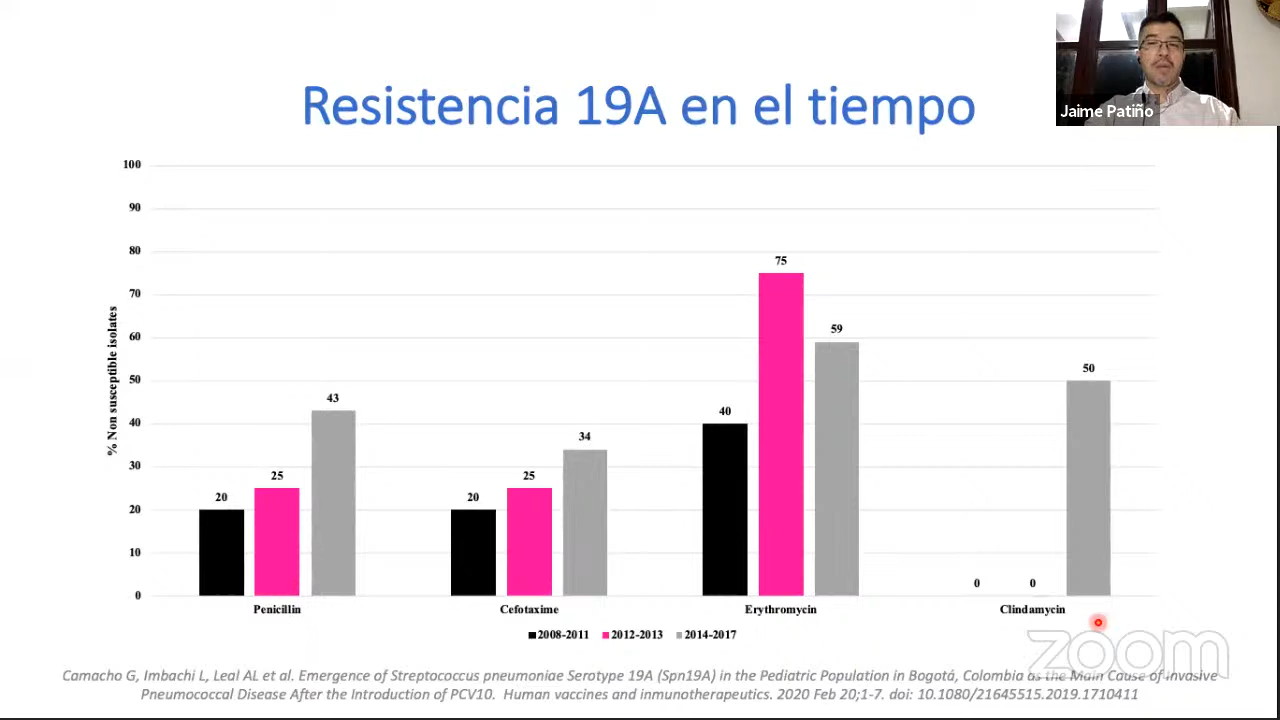 Jaime Patiño
Resistencia 19A en el tiempo
100
90
80
70
60
50
40
30
20
10
0
% Non susceptible isolates
20
25
43
20
25
34
40
75
59
0
0
50
Penicillin
Cefotaxime
Erythromycin
Clindamycin
2008-2011
2012-2013
2014-2017
zoom
Camacho G, Imbachi L, Leal AL et al. Emergence of Streptococcus pneumoniae Serotype 19A (Spn19A) in the Pediatric Population in Bogotá, Colombia as the Main Cause of invasive
Pneumococcal Disease After the Introduction of PCV10. Human vaccines and inmunotherapeutics. 2020 Feb 20;1-7. doi: 10.1080/21645515.2019.1710411